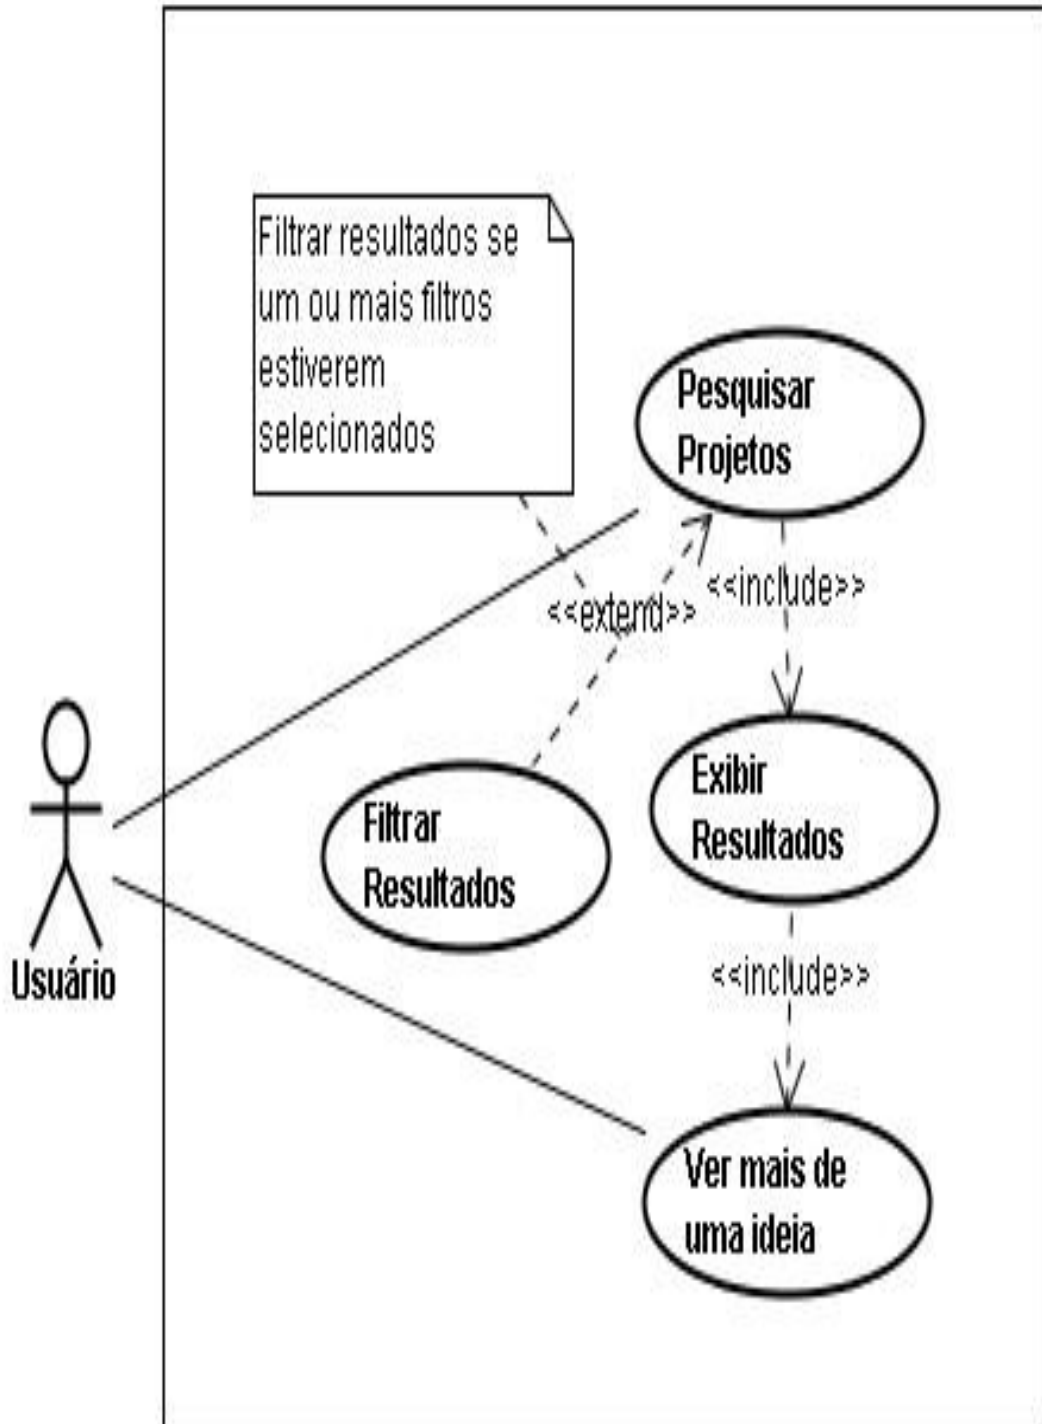 Filtrar resultados se
um ou mais filtros
estiverem
selecionados
Pesquisar
Projetos
<<extend>>
<<include>>
Filtrar
Resultados
Exibir
Resultados
Usuário
<<include>>
Ver mais de
uma ideia